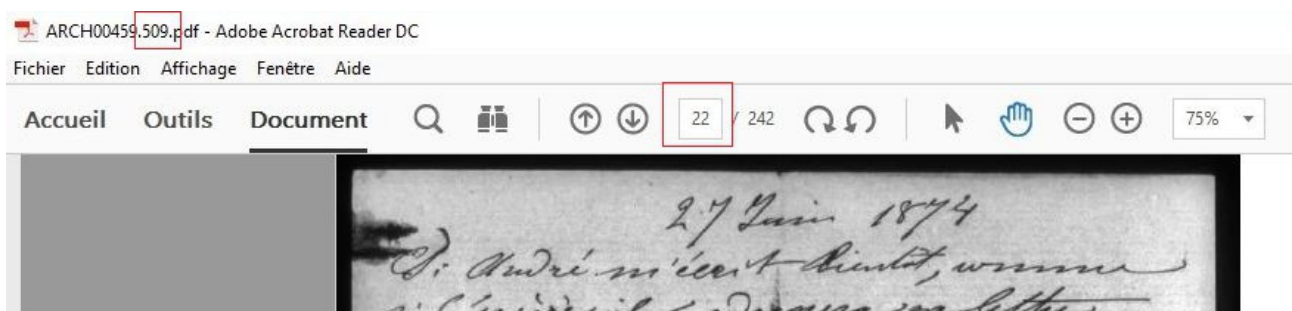 ARCH00459.509.pdf - Adobe Acrobat Reader DC
Fichier Edition Affichage Fenêtre Aide
Accueil Outils Document 22 / 242 75%
27 Juin 1874
Si André m'écrit bientôt, comme
lettre